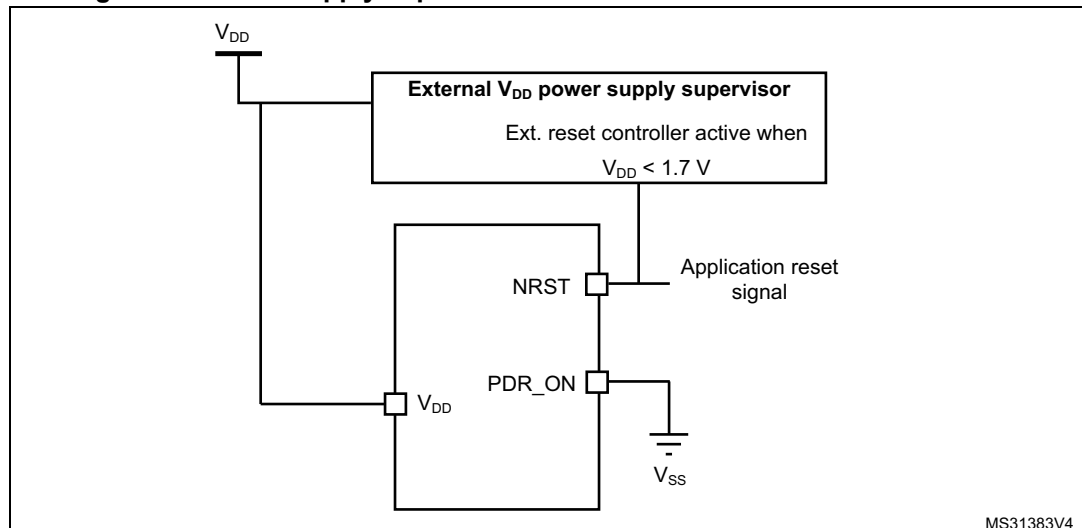 V_DD
External V_DD power supply supervisor
Ext. reset controller active when
V_DD < 1.7 V
NRST
Application reset
signal
PDR_ON
V_DD
V_SS
MS31383V4